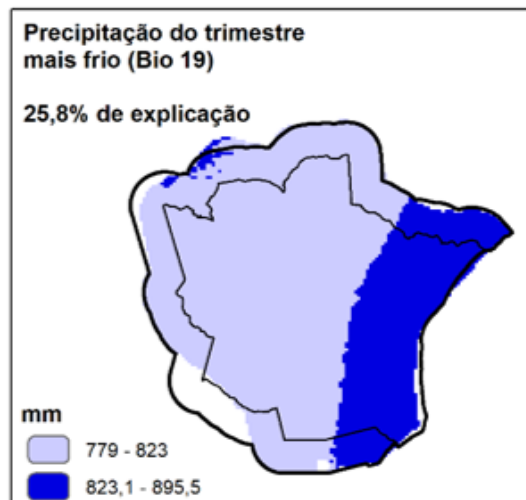 Precipitação do trimestre
mais frio (Bio 19)
25,8% de explicação
mm
779 - 823
823,1 - 895,5